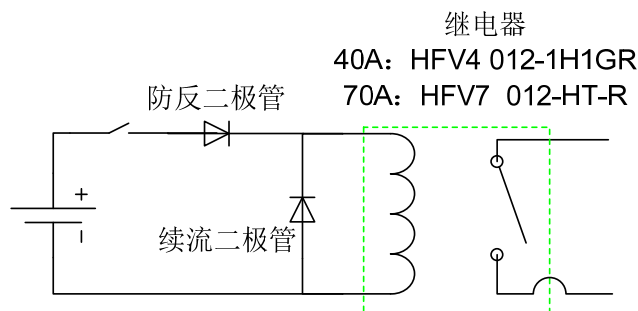 继电器
40A：HFV4 012-1H1GR
70A：HFV7 012-HT-R
防反二极管
+
续流二极管
−